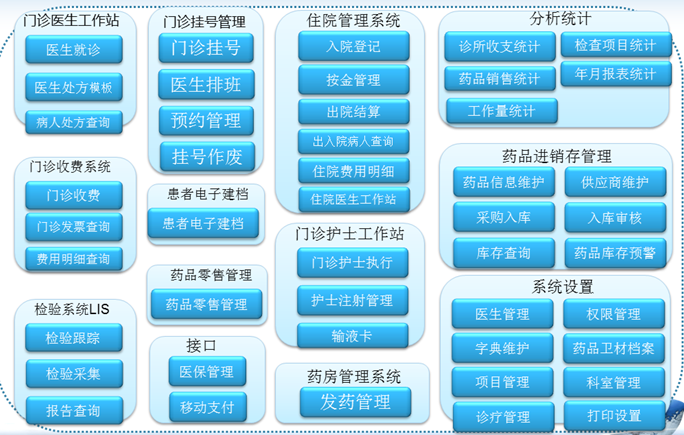 门诊医生工作站
医生就诊
医生处方模板
病人处方查询
门诊收费系统
门诊收费
门诊发票查询
费用明细查询
检验系统LIS
检验跟踪
检验采集
报告查询
门诊挂号管理
门诊挂号
医生排班
预约管理
挂号作废
患者电子建档
患者电子建档
药品零售管理
药品零售管理
接口
医保管理
移动支付
住院管理系统
入院登记
按金管理
出院结算
出入院病人查询
住院费用明细
住院医生工作站
门诊护士工作站
门诊护士执行
护士注射管理
输液卡
药房管理系统
发药管理
分析统计
诊所收支统计
检查项目统计
药品销售统计
年月报表统计
工作量统计
药品进销存管理
药品信息维护
供应商维护
采购入库
入库审核
库存查询
药品库存预警
系统设置
医生管理
权限管理
字典维护
药品卫材档案
项目管理
科室管理
诊疗管理
打印设置